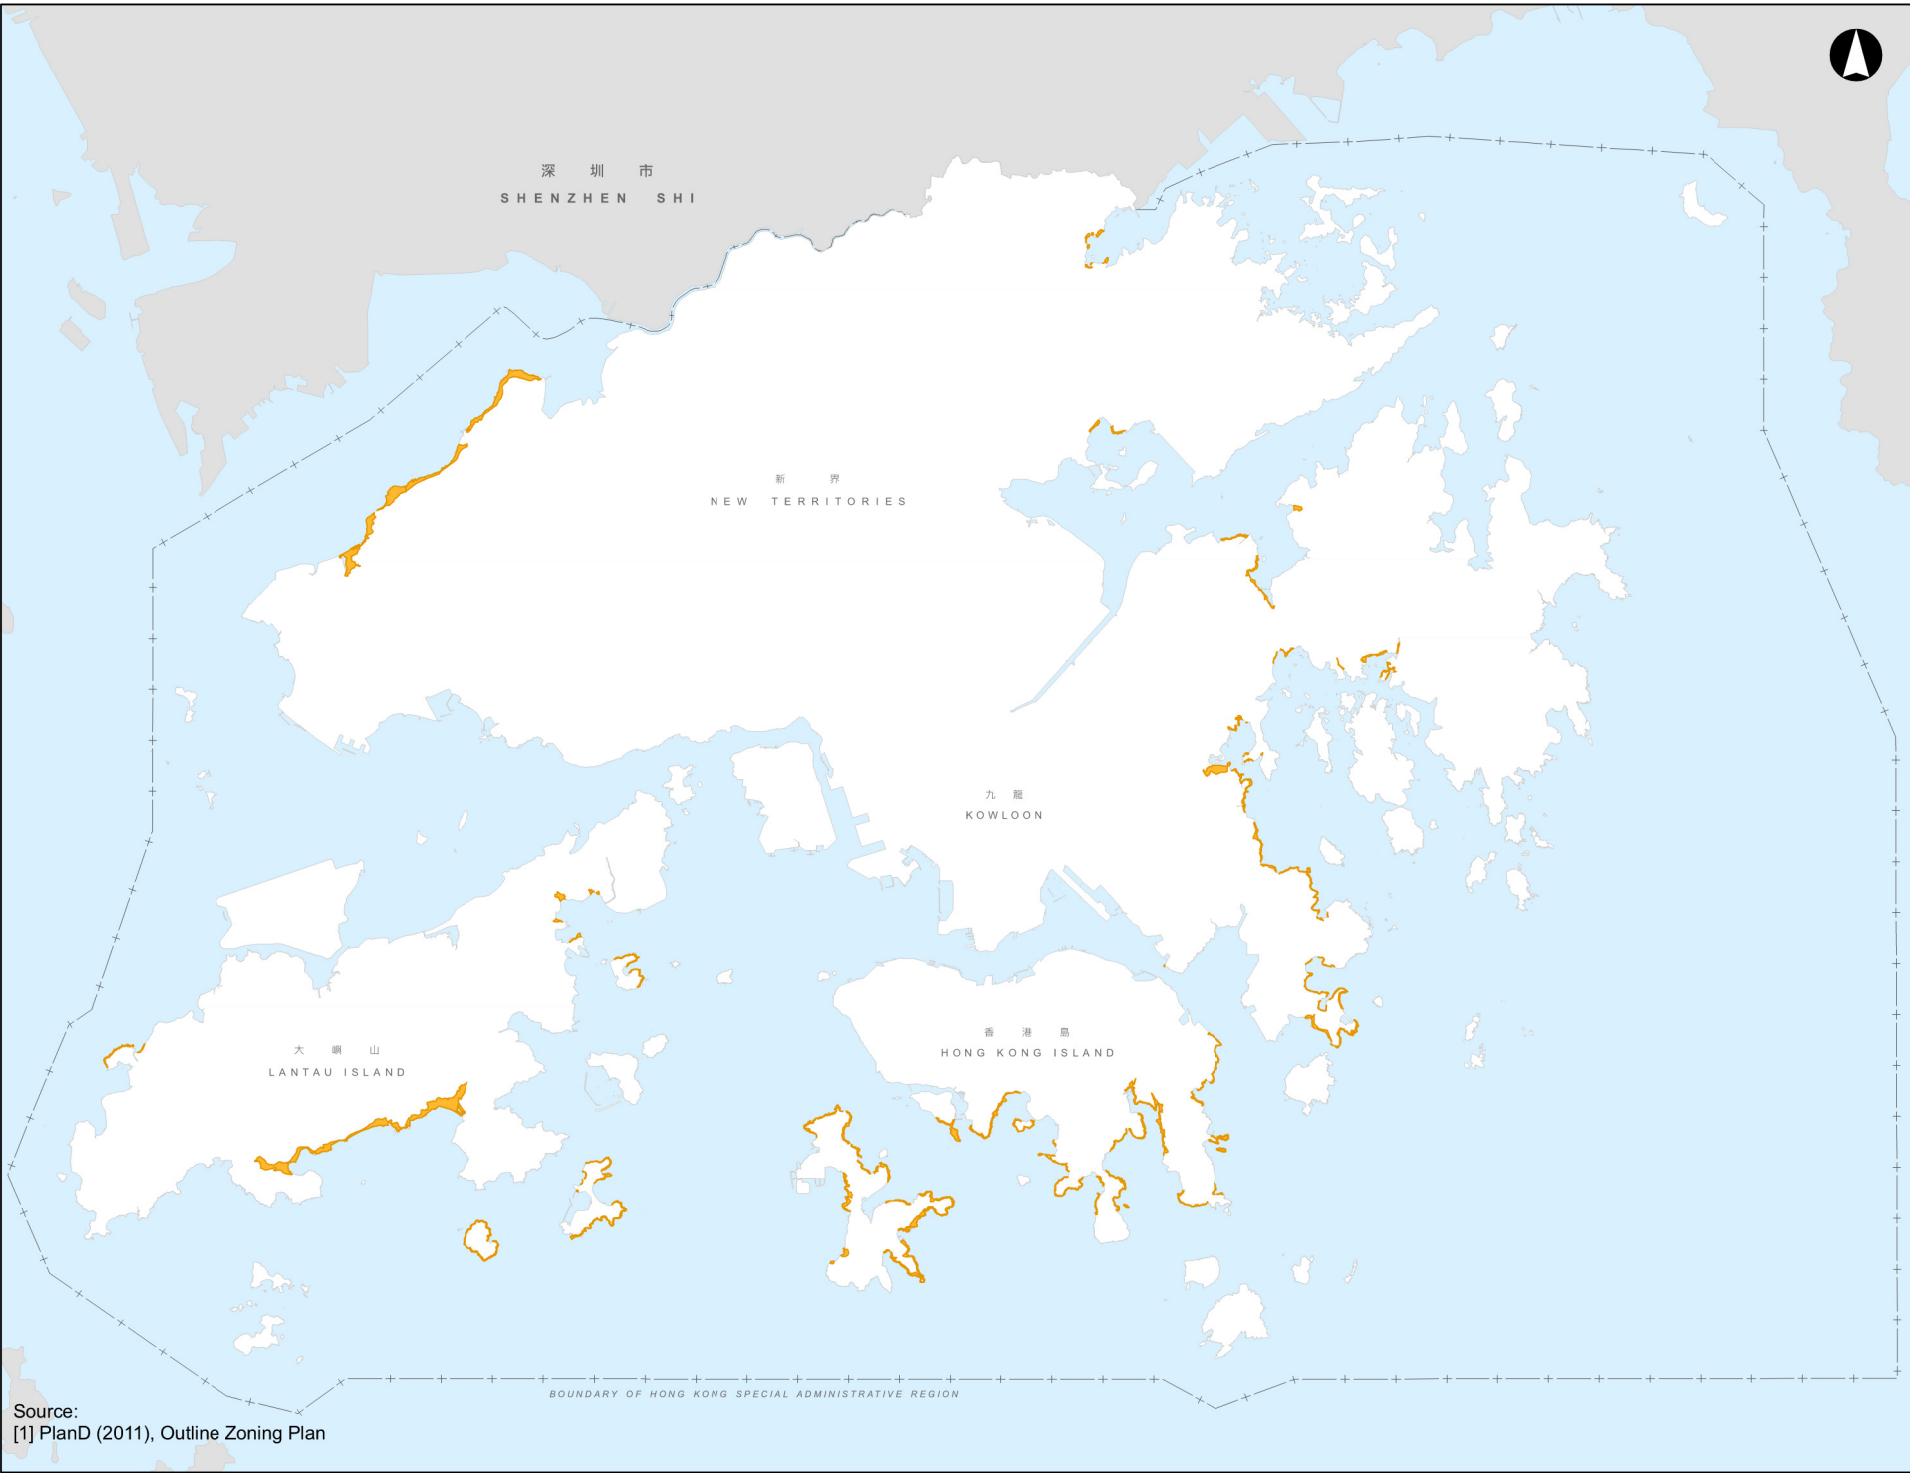 深 圳 市
SHENZHEN SHI
新 界
NEW TERRITORIES
九 龍
KOWLOON
香 港 島
HONG KONG ISLAND
大 嶼 山
LANTAU ISLAND
BOUNDARY OF HONG KONG SPECIAL ADMINISTRATIVE REGION
Source:
[1] PlanD (2011), Outline Zoning Plan